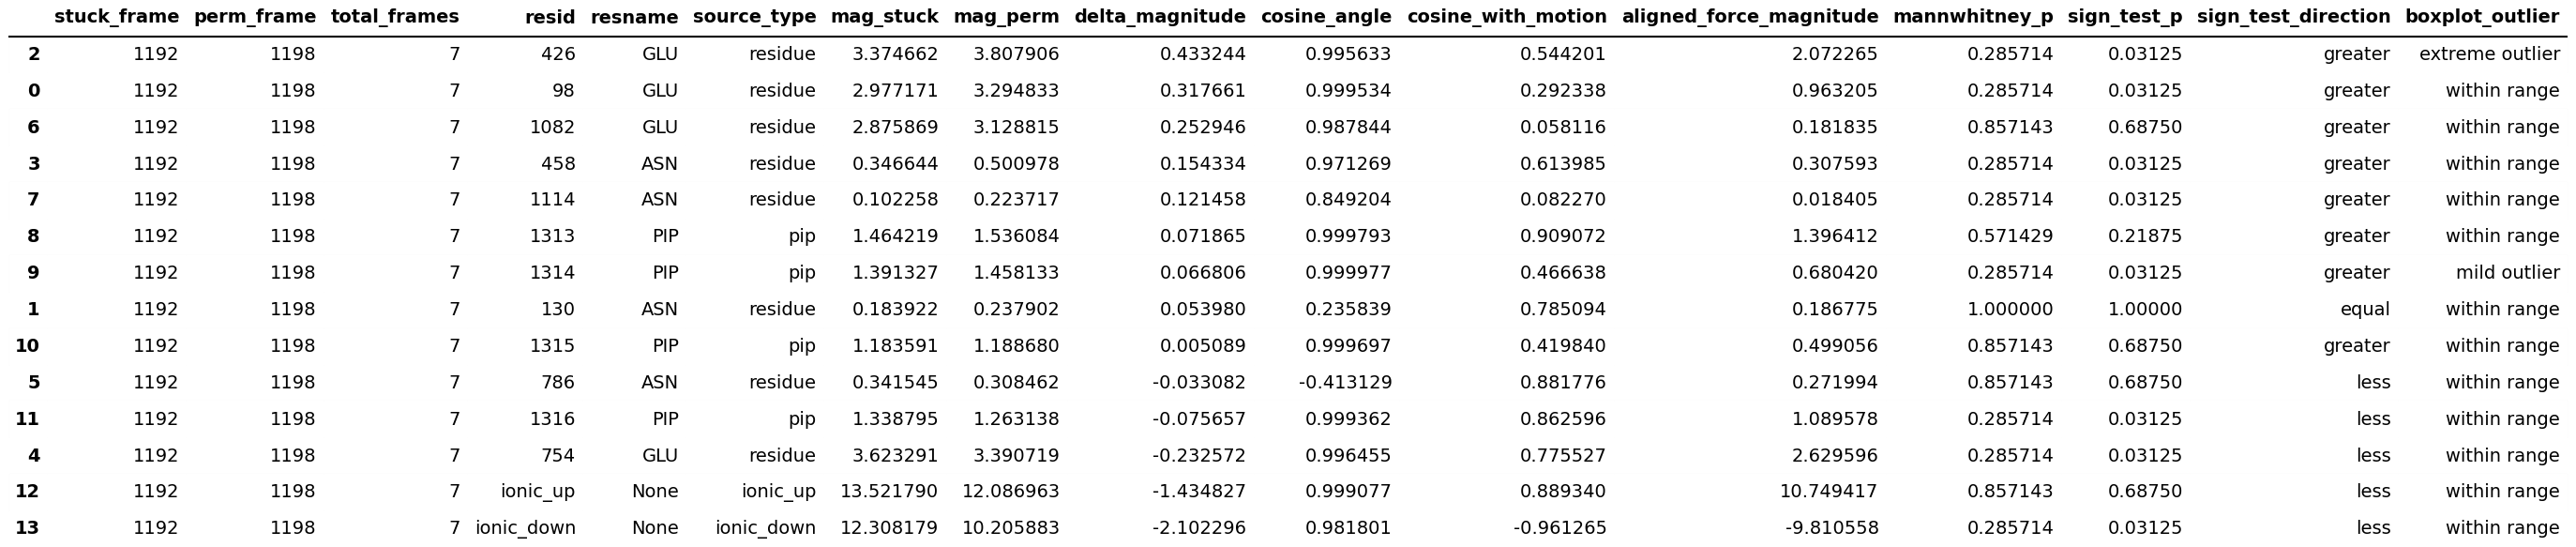 stuck_frame perm_frame total_frames resid resname source_type mag_stuck mag_perm delta_magnitude cosine_angle cosine_with_motion aligned_force_magnitude mannwhitney_p sign_test_p sign_test_direction boxplot_outlier
2 1192 1198 7 426 GLU residue 3.374662 3.807906 0.433244 0.995633 0.544201 2.072265 0.285714 0.03125 greater extreme outlier
0 1192 1198 7 98 GLU residue 2.977171 3.294833 0.317661 0.999534 0.292338 0.963205 0.285714 0.03125 greater within range
6 1192 1198 7 1082 GLU residue 2.875869 3.128815 0.252946 0.987844 0.058116 0.181835 0.857143 0.68750 greater within range
3 1192 1198 7 458 ASN residue 0.346644 0.500978 0.154334 0.971269 0.613985 0.307593 0.285714 0.03125 greater within range
7 1192 1198 7 1114 ASN residue 0.102258 0.223717 0.121458 0.849204 0.082270 0.018405 0.285714 0.03125 greater within range
8 1192 1198 7 1313 PIP pip 1.464219 1.536084 0.071865 0.999793 0.909072 1.396412 0.571429 0.21875 greater within range
9 1192 1198 7 1314 PIP pip 1.391327 1.458133 0.066806 0.999977 0.466638 0.680420 0.285714 0.03125 greater mild outlier
1 1192 1198 7 130 ASN residue 0.183922 0.237902 0.053980 0.235839 0.785094 0.186775 1.000000 1.00000 equal within range
10 1192 1198 7 1315 PIP pip 1.183591 1.188680 0.005089 0.999697 0.419840 0.499056 0.857143 0.68750 greater within range
5 1192 1198 7 786 ASN residue 0.341545 0.308462 -0.033082 -0.413129 0.881776 0.271994 0.857143 0.68750 less within range
11 1192 1198 7 1316 PIP pip 1.338795 1.263138 -0.075657 0.999362 0.862596 1.089578 0.285714 0.03125 less within range
4 1192 1198 7 754 GLU residue 3.623291 3.390719 -0.232572 0.996455 0.775527 2.629596 0.285714 0.03125 less within range
12 1192 1198 7 ionic_up None ionic_up 13.521790 12.086963 -1.434827 0.999077 0.889340 10.749417 0.857143 0.68750 less within range
13 1192 1198 7 ionic_down None ionic_down 12.308179 10.205883 -2.102296 0.981801 -0.961265 -9.810558 0.285714 0.03125 less within range